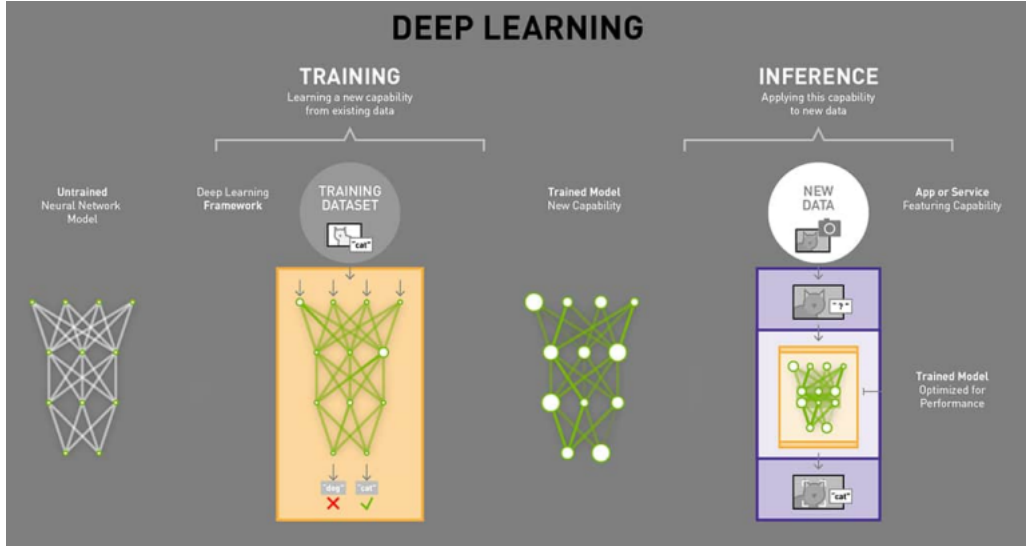 DEEP LEARNING
TRAINING
Learning a new capability
from existing data
INFERENCE
Applying this capability
to new data
Untrained
Neural Network
Model
Deep Learning
Framework
TRAINING
DATASET
"cat"
Trained Model
New Capability
NEW
DATA
App or Service
Featuring Capability
"?"
Trained Model
Optimized for
Performance
"dog"
"cat"
"cat"